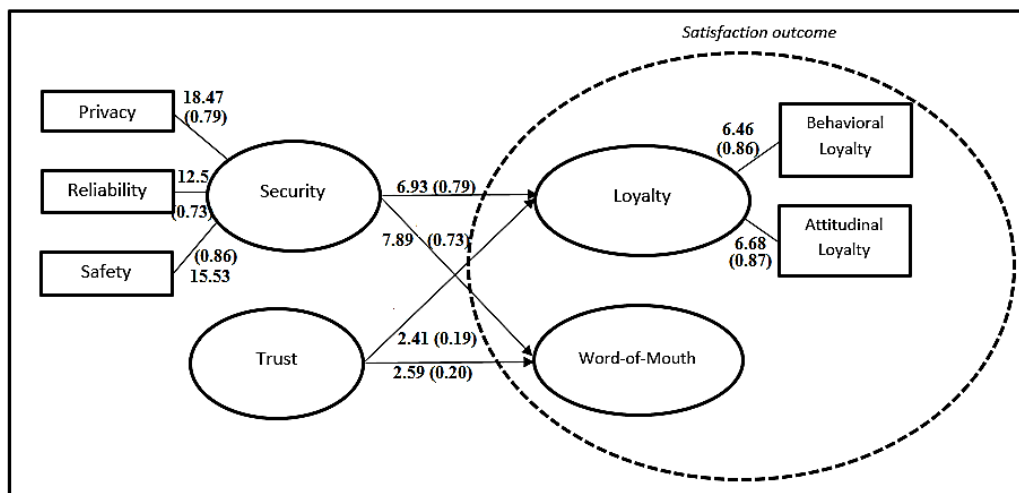 Satisfaction outcome
18.47
(0.79)
Privacy
12.5
Reliability
(0.73)
(0.86)
15.53
Safety
Security
6.93 (0.79)
7.89 (0.73)
Loyalty
6.46
(0.86)
Behavioral
Loyalty
6.68
(0.87)
Attitudinal
Loyalty
Trust
2.41 (0.19)
2.59 (0.20)
Word-of-Mouth